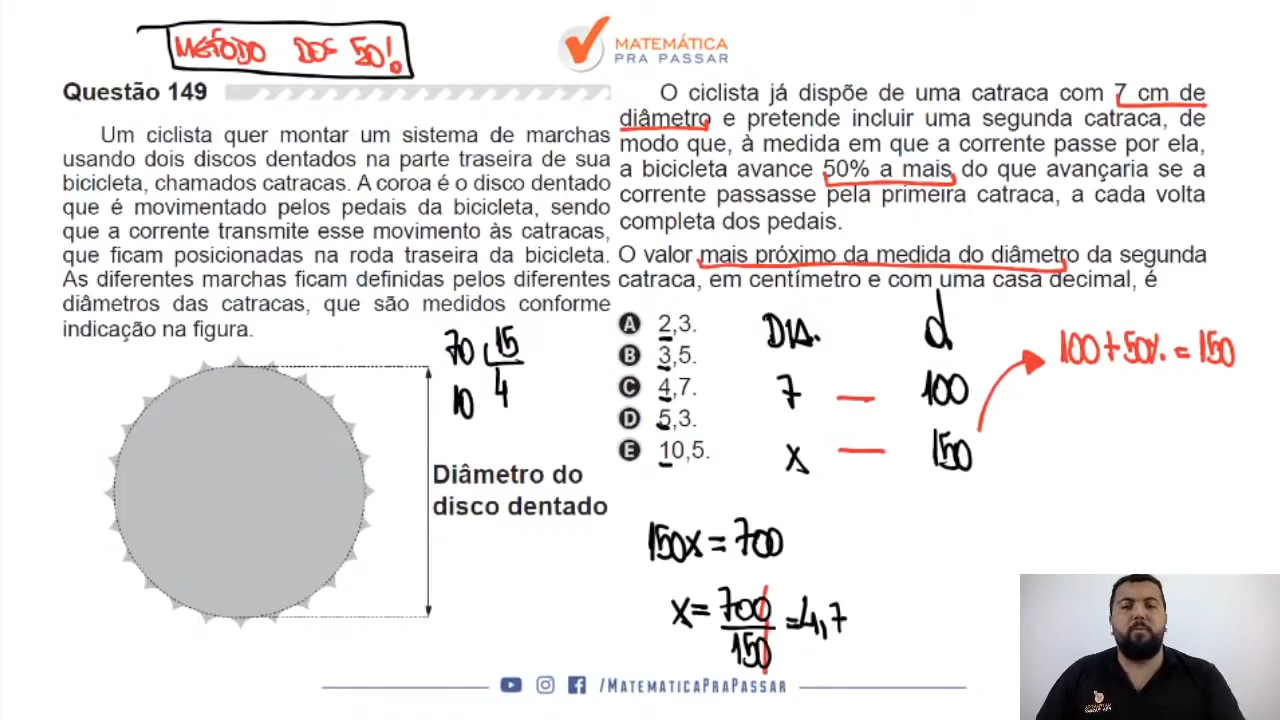 MÉTODO DOS 50!
MATEMÁTICA
PRA PASSAR
Questão 149
Um ciclista quer montar um sistema de marchas
usando dois discos dentados na parte traseira de sua
bicicleta, chamados catracas. A coroa é o disco dentado
que é movimentado pelos pedais da bicicleta, sendo
que a corrente transmite esse movimento às catracas,
que ficam posicionadas na roda traseira da bicicleta.
As diferentes marchas ficam definidas pelos diferentes
diâmetros das catracas, que são medidos conforme
indicação na figura.
70 15
10 4
Diâmetro do
disco dentado
O ciclista já dispõe de uma catraca com 7 cm de
diâmetro e pretende incluir uma segunda catraca, de
modo que, à medida em que a corrente passe por ela,
a bicicleta avance 50% a mais do que avançaria se a
corrente passasse pela primeira catraca, a cada volta
completa dos pedais.
O valor mais próximo da medida do diâmetro da segunda
catraca, em centímetro e com uma casa decimal, é
A 2,3.
B 3,5.
C 4,7.
D 5,3.
E 10,5.
DIA. d
7 — 100
x — 150
100+50%=150
150x=700
x=700/150=4,7
/MATEMATICAPRAPASSAR